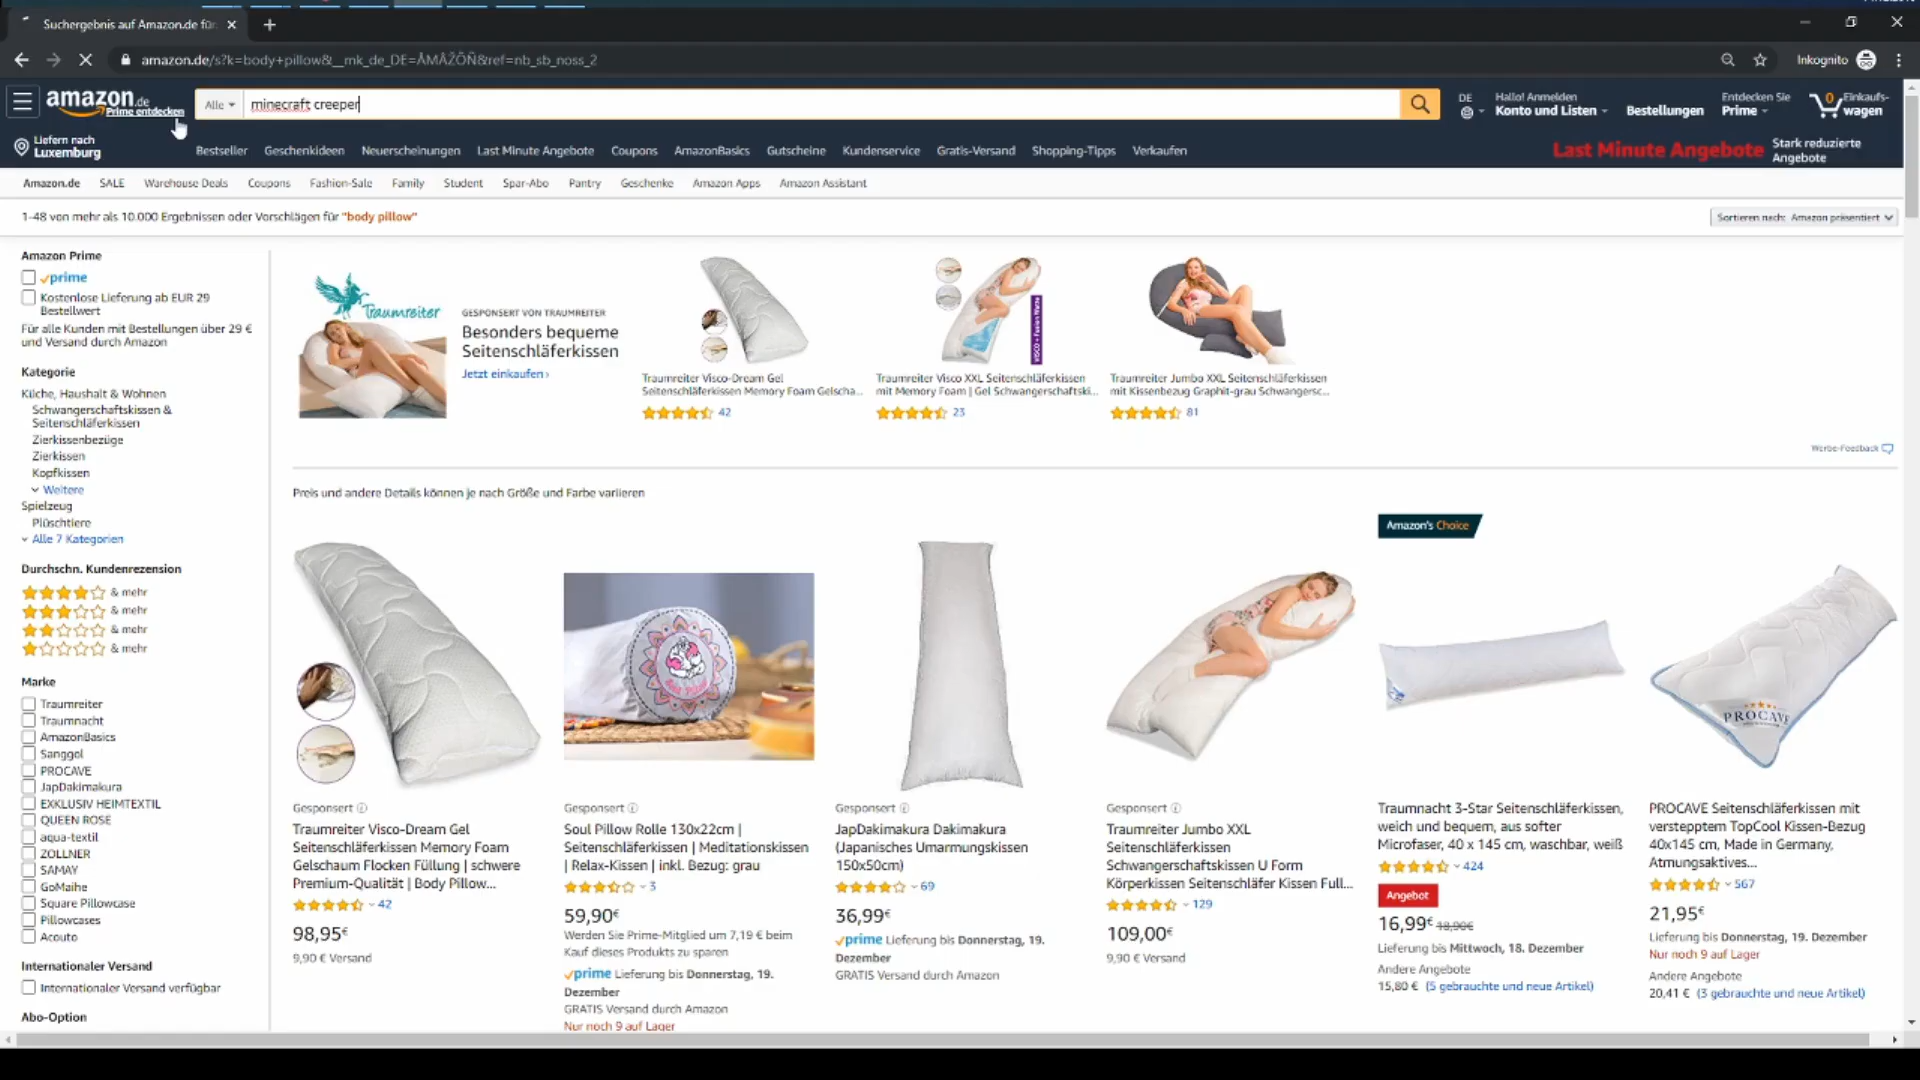 Suchergebnis auf Amazon.de für
amazon.de/s?k=body+pillow&__mk_de_DE=ÅMÅŽÕÑ&ref=nb_sb_noss_2
Inkognito
amazon.de
Prime entdecken
Alle
minecraft creeper
DE
Hallo! Anmelden
Konto und Listen
Bestellungen
Entdecken Sie
Prime
0
Einkaufs-
wagen
Liefern nach
Luxemburg
Bestseller Geschenkideen Neuerscheinungen Last Minute Angebote Coupons AmazonBasics Gutscheine Kundenservice Gratis-Versand Shopping-Tipps Verkaufen
Last Minute Angebote
Stark reduzierte
Angebote
Amazon.de SALE Warehouse Deals Coupons Fashion-Sale Family Student Spar-Abo Pantry Geschenke Amazon Apps Amazon Assistant
1-48 von mehr als 10.000 Ergebnissen oder Vorschlägen für "body pillow"
Sortieren nach: Amazon präsentiert
Amazon Prime
prime
Kostenlose Lieferung ab EUR 29
Bestellwert
Für alle Kunden mit Bestellungen über 29 €
und Versand durch Amazon
Kategorie
Küche, Haushalt & Wohnen
Schwangerschaftskissen &
Seitenschläferkissen
Zierkissenbezüge
Zierkissen
Kopfkissen
Weitere
Spielzeug
Plüschtiere
Alle 7 Kategorien
Durchschn. Kundenrezension
& mehr
& mehr
& mehr
& mehr
Marke
Traumreiter
Traumnacht
AmazonBasics
Sanggol
PROCAVE
JapDakimakura
EXKLUSIV HEIMTEXTIL
QUEEN ROSE
aqua-textil
ZOLLNER
SAMAY
GoMaihe
Square Pillowcase
Pillowcases
Acouto
Internationaler Versand
Internationaler Versand verfügbar
Abo-Option
Traumreiter
GESPONSERT VON TRAUMREITER
Besonders bequeme
Seitenschläferkissen
Jetzt einkaufen›
Traumreiter Visco-Dream Gel
Seitenschläferkissen Memory Foam Gelscha...
42
Traumreiter Visco XXL Seitenschläferkissen
mit Memory Foam | Gel Schwangerschaftski...
23
Traumreiter Jumbo XXL Seitenschläferkissen
mit Kissenbezug Graphit-grau Schwangersc...
81
Werbe-Feedback
Preis und andere Details können je nach Größe und Farbe variieren
Gesponsert
Traumreiter Visco-Dream Gel
Seitenschläferkissen Memory Foam
Gelschaum Flocken Füllung | schwere
Premium-Qualität | Body Pillow...
42
98,95€
9,90 € Versand
Gesponsert
Soul Pillow Rolle 130x22cm |
Seitenschläferkissen | Meditationskissen
| Relax-Kissen | inkl. Bezug: grau
3
59,90€
Werden Sie Prime-Mitglied um 7,19 € beim
Kauf dieses Produkts zu sparen
prime Lieferung bis Donnerstag, 19.
Dezember
GRATIS Versand durch Amazon
Nur noch 9 auf Lager
Gesponsert
JapDakimakura Dakimakura
(Japanisches Umarmungskissen
150x50cm)
69
36,99€
prime Lieferung bis Donnerstag, 19.
Dezember
GRATIS Versand durch Amazon
Gesponsert
Traumreiter Jumbo XXL
Seitenschläferkissen
Schwangerschaftskissen U Form
Körperkissen Seitenschläfer Kissen Full...
129
109,00€
9,90 € Versand
Amazon's Choice
Traumnacht 3-Star Seitenschläferkissen,
weich und bequem, aus softer
Microfaser, 40 x 145 cm, waschbar, weiß
424
Angebot
16,99€ 18,90€
Lieferung bis Mittwoch, 18. Dezember
Andere Angebote
15,80 € (5 gebrauchte und neue Artikel)
PROCAVE
PROCAVE Seitenschläferkissen mit
verstepptem TopCool Kissen-Bezug
40x145 cm, Made in Germany,
Atmungsaktives...
567
21,95€
Lieferung bis Donnerstag, 19. Dezember
Nur noch 9 auf Lager
Andere Angebote
20,41 € (3 gebrauchte und neue Artikel)